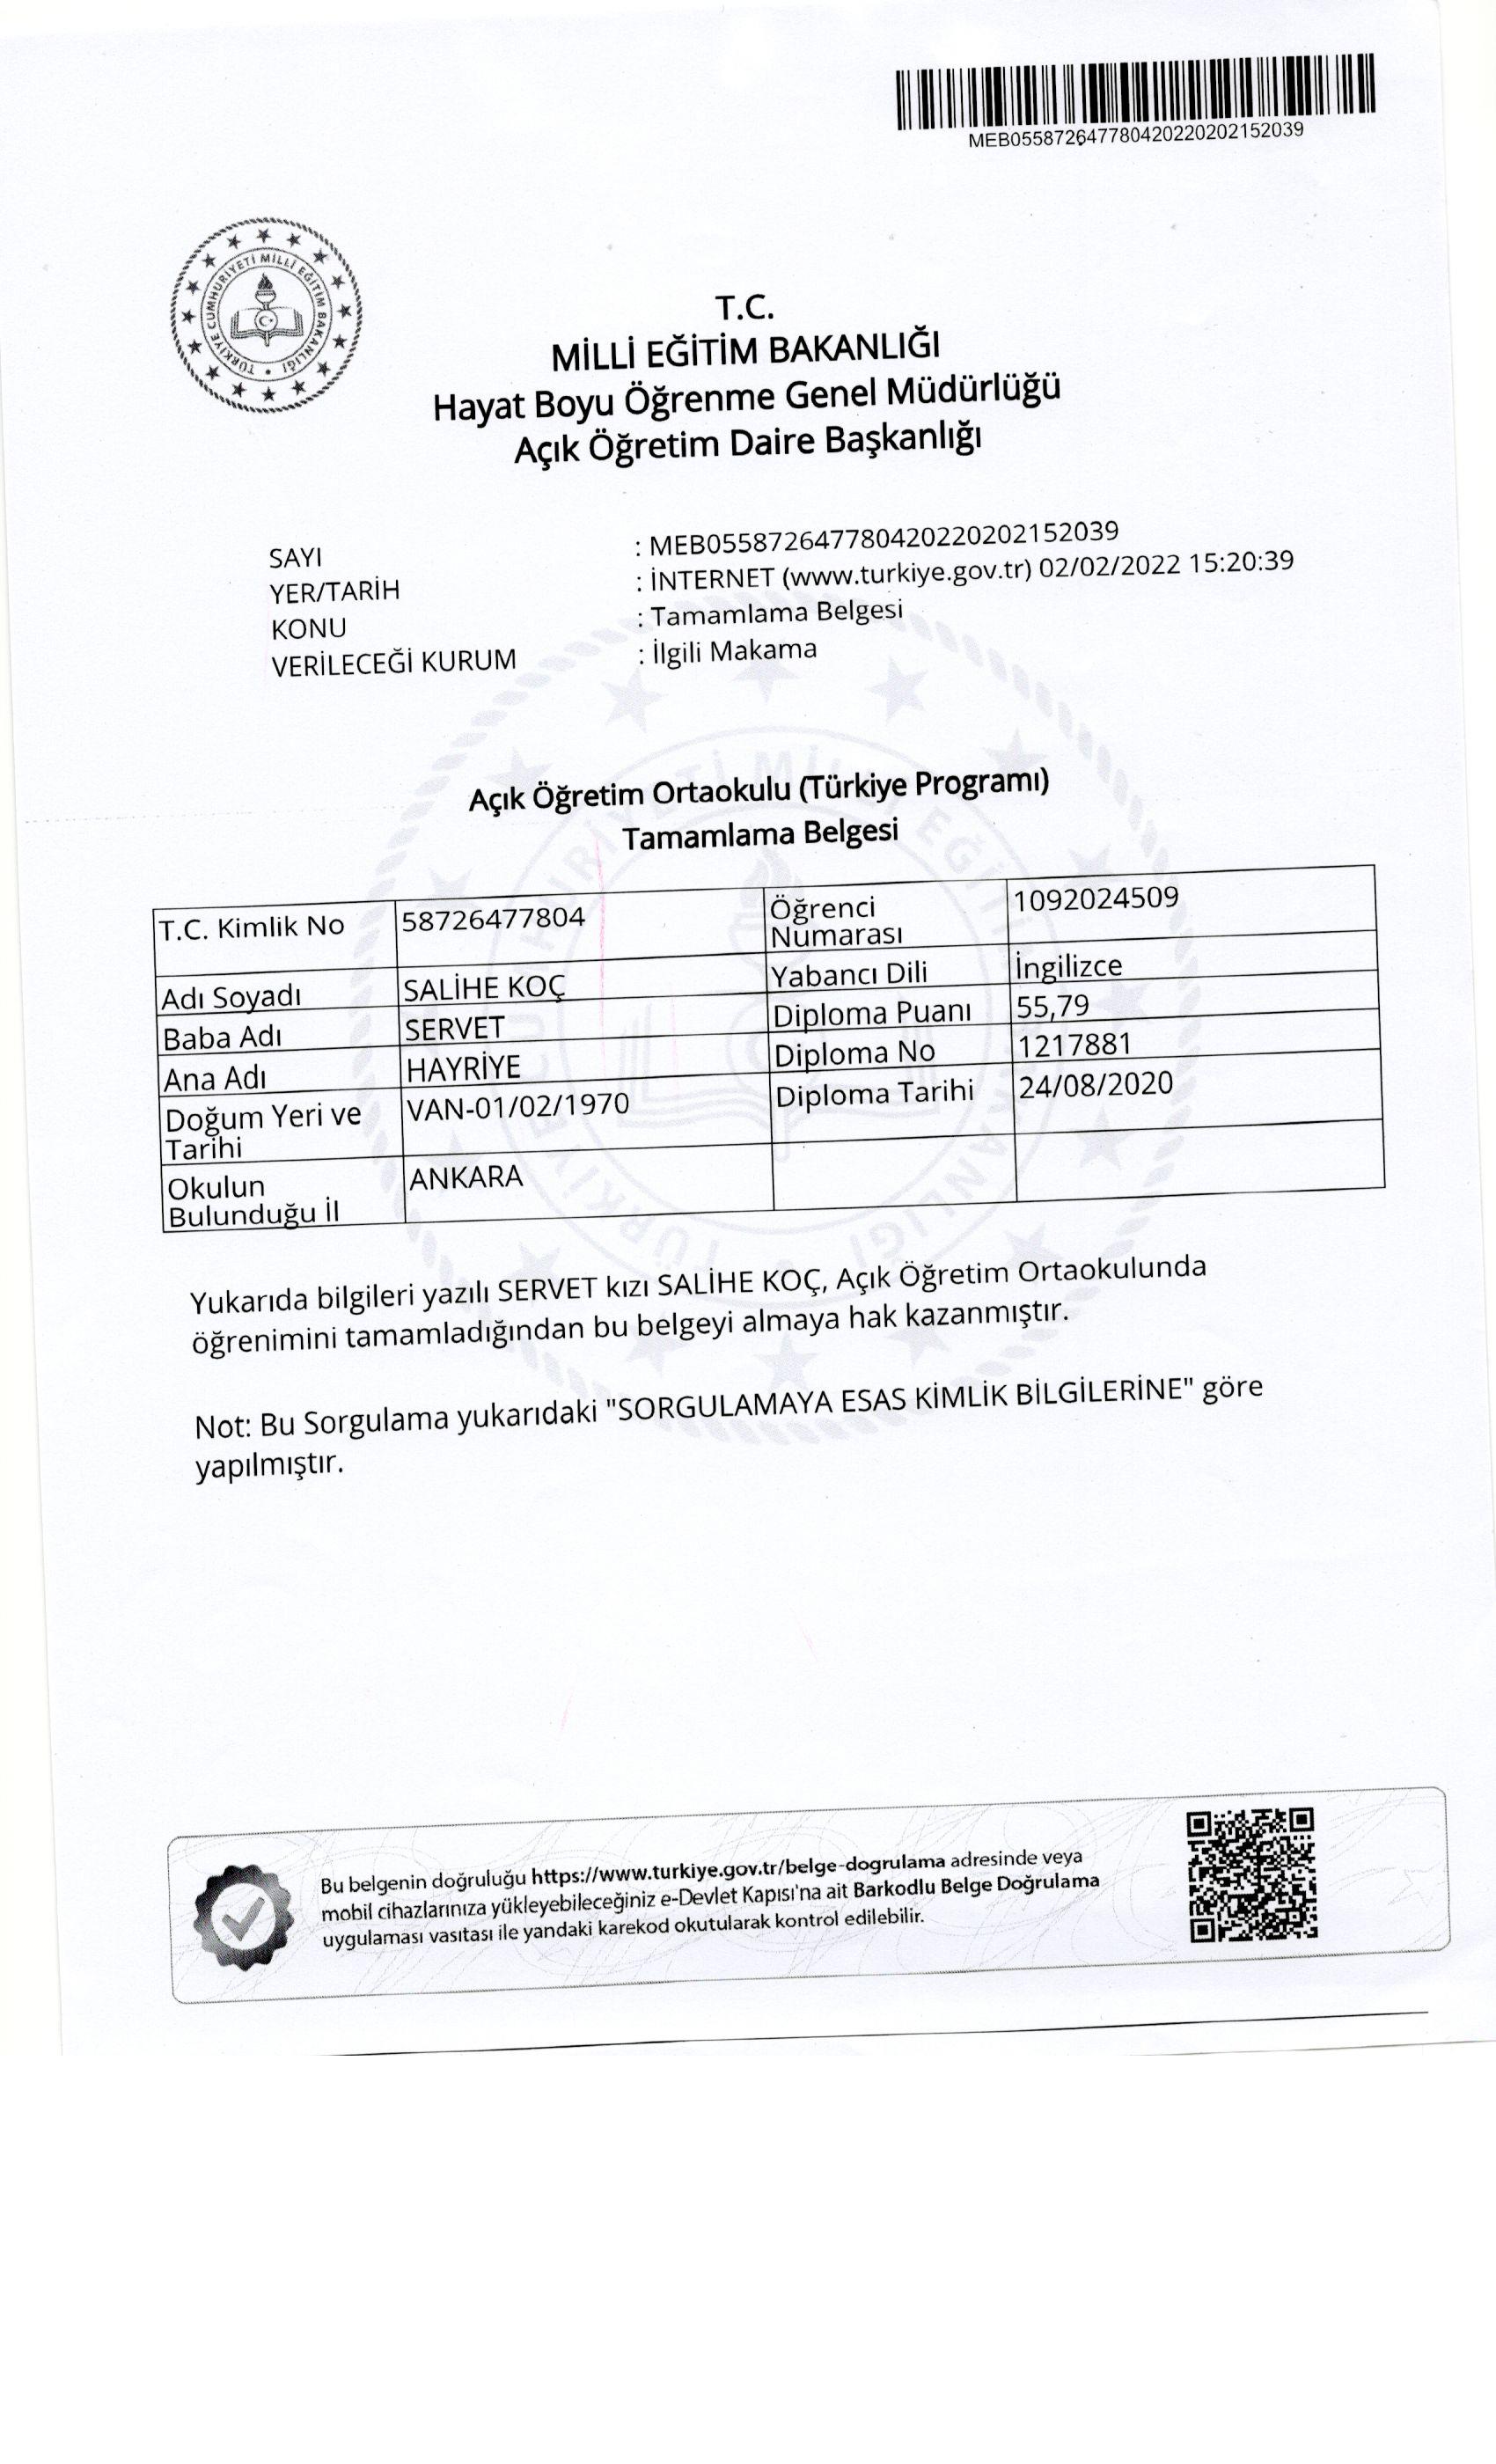 MEB055872647780420220202152039
TÜRKİYE CUMHURİYETİ MİLLİ EĞİTİM BAKANLIĞI
T.C.
MİLLİ EĞİTİM BAKANLIĞI
Hayat Boyu Öğrenme Genel Müdürlüğü
Açık Öğretim Daire Başkanlığı
SAYI : MEB055872647780420220202152039
YER/TARİH : İNTERNET (www.turkiye.gov.tr) 02/02/2022 15:20:39
KONU : Tamamlama Belgesi
VERİLECEĞİ KURUM : İlgili Makama
Açık Öğretim Ortaokulu (Türkiye Programı)
Tamamlama Belgesi
T.C. Kimlik No 58726477804 Öğrenci Numarası 1092024509
Adı Soyadı SALİHE KOÇ Yabancı Dili İngilizce
Baba Adı SERVET Diploma Puanı 55,79
Ana Adı HAYRİYE Diploma No 1217881
Doğum Yeri ve Tarihi VAN-01/02/1970 Diploma Tarihi 24/08/2020
Okulun Bulunduğu İl ANKARA
Yukarıda bilgileri yazılı SERVET kızı SALİHE KOÇ, Açık Öğretim Ortaokulunda
öğrenimini tamamladığından bu belgeyi almaya hak kazanmıştır.
Not: Bu Sorgulama yukarıdaki "SORGULAMAYA ESAS KİMLİK BİLGİLERİNE" göre
yapılmıştır.
Bu belgenin doğruluğu https://www.turkiye.gov.tr/belge-dogrulama adresinde veya
mobil cihazlarınıza yükleyebileceğiniz e-Devlet Kapısı'na ait Barkodlu Belge Doğrulama
uygulaması vasıtası ile yandaki karekod okutularak kontrol edilebilir.